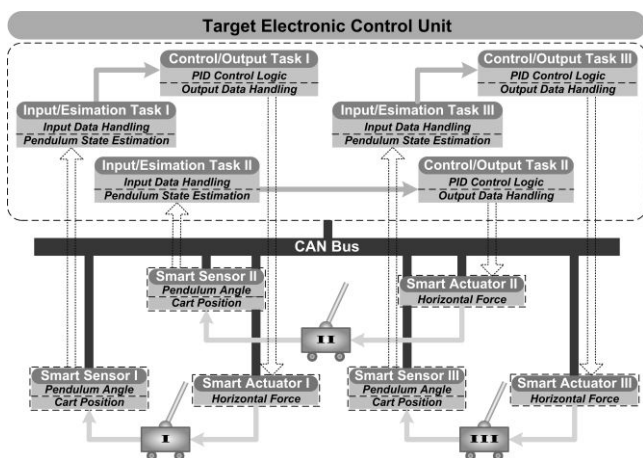 Target Electronic Control Unit
Control/Output Task I
PID Control Logic
Output Data Handling
Control/Output Task III
PID Control Logic
Output Data Handling
Input/Esimation Task I
Input Data Handling
Pendulum State Estimation
Input/Esimation Task III
Input Data Handling
Pendulum State Estimation
Input/Esimation Task II
Input Data Handling
Pendulum State Estimation
Control/Output Task II
PID Control Logic
Output Data Handling
CAN Bus
Smart Sensor II
Pendulum Angle
Cart Position
Smart Actuator II
Horizontal Force
II
Smart Sensor I
Pendulum Angle
Cart Position
Smart Actuator I
Horizontal Force
Smart Sensor III
Pendulum Angle
Cart Position
Smart Actuator III
Horizontal Force
I
III